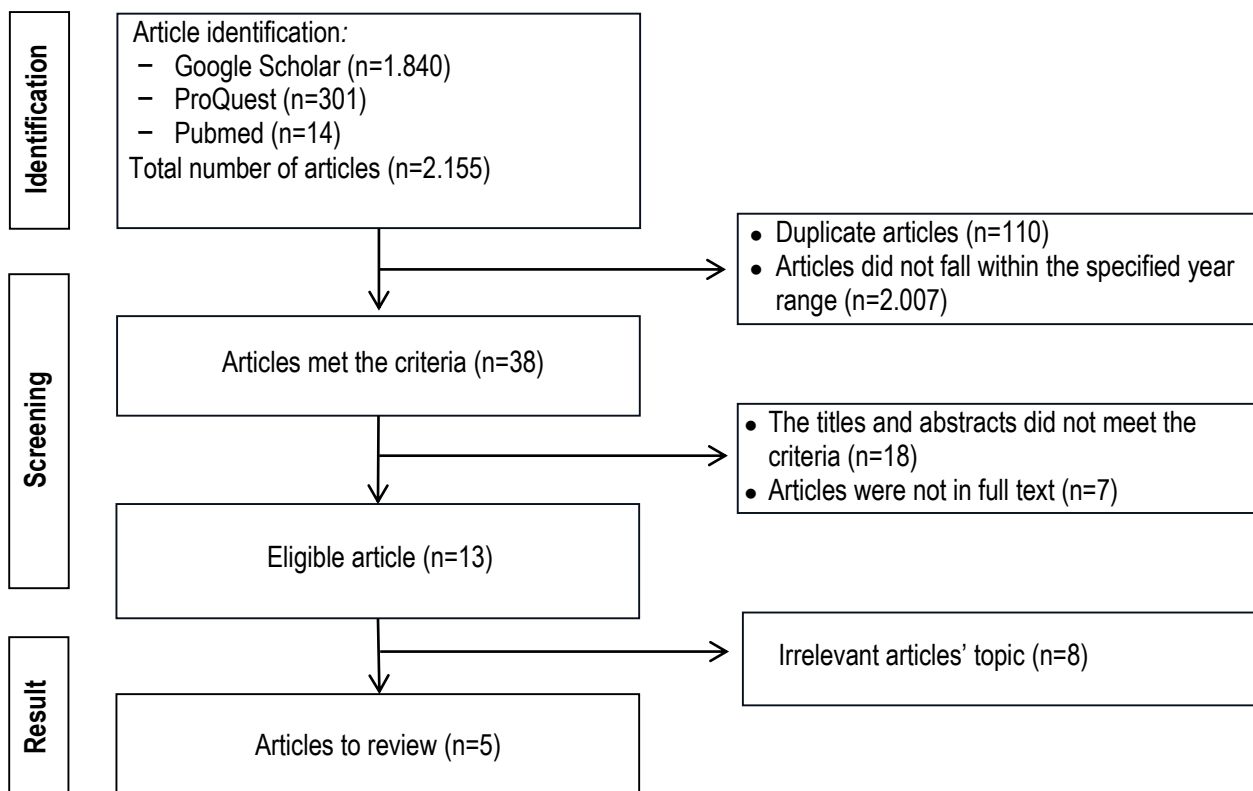 Identification
Article identification:
− Google Scholar (n=1.840)
− ProQuest (n=301)
− Pubmed (n=14)
Total number of articles (n=2.155)
• Duplicate articles (n=110)
• Articles did not fall within the specified year
range (n=2.007)
Screening
Articles met the criteria (n=38)
• The titles and abstracts did not meet the
criteria (n=18)
• Articles were not in full text (n=7)
Eligible article (n=13)
Irrelevant articles’ topic (n=8)
Result
Articles to review (n=5)